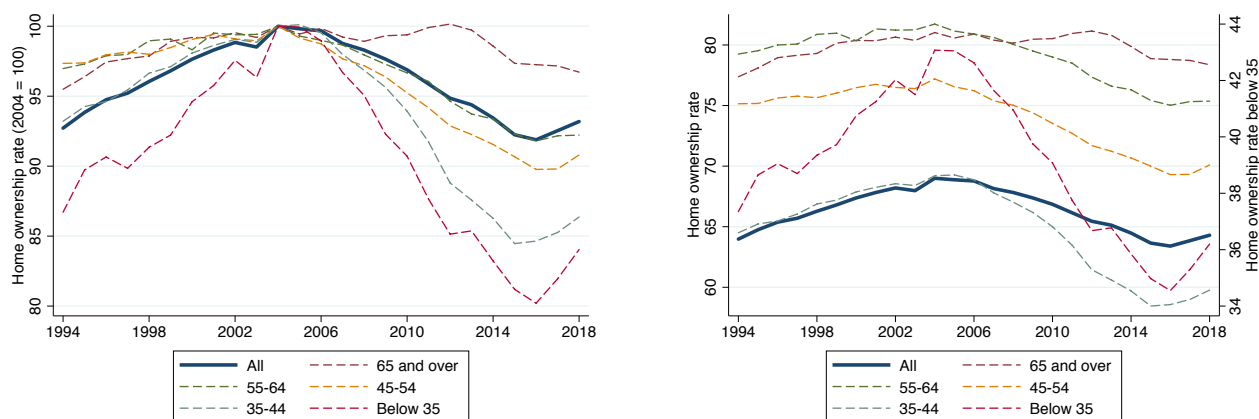 Home ownership rate (2004 = 100)
100
95
90
85
80
1994 1998 2002 2006 2010 2014 2018
All 65 and over
55-64 45-54
35-44 Below 35
Home ownership rate
80
75
70
65
60
Home ownership rate below 35
44
42
40
38
36
34
1994 1998 2002 2006 2010 2014 2018
All 65 and over
55-64 45-54
35-44 Below 35